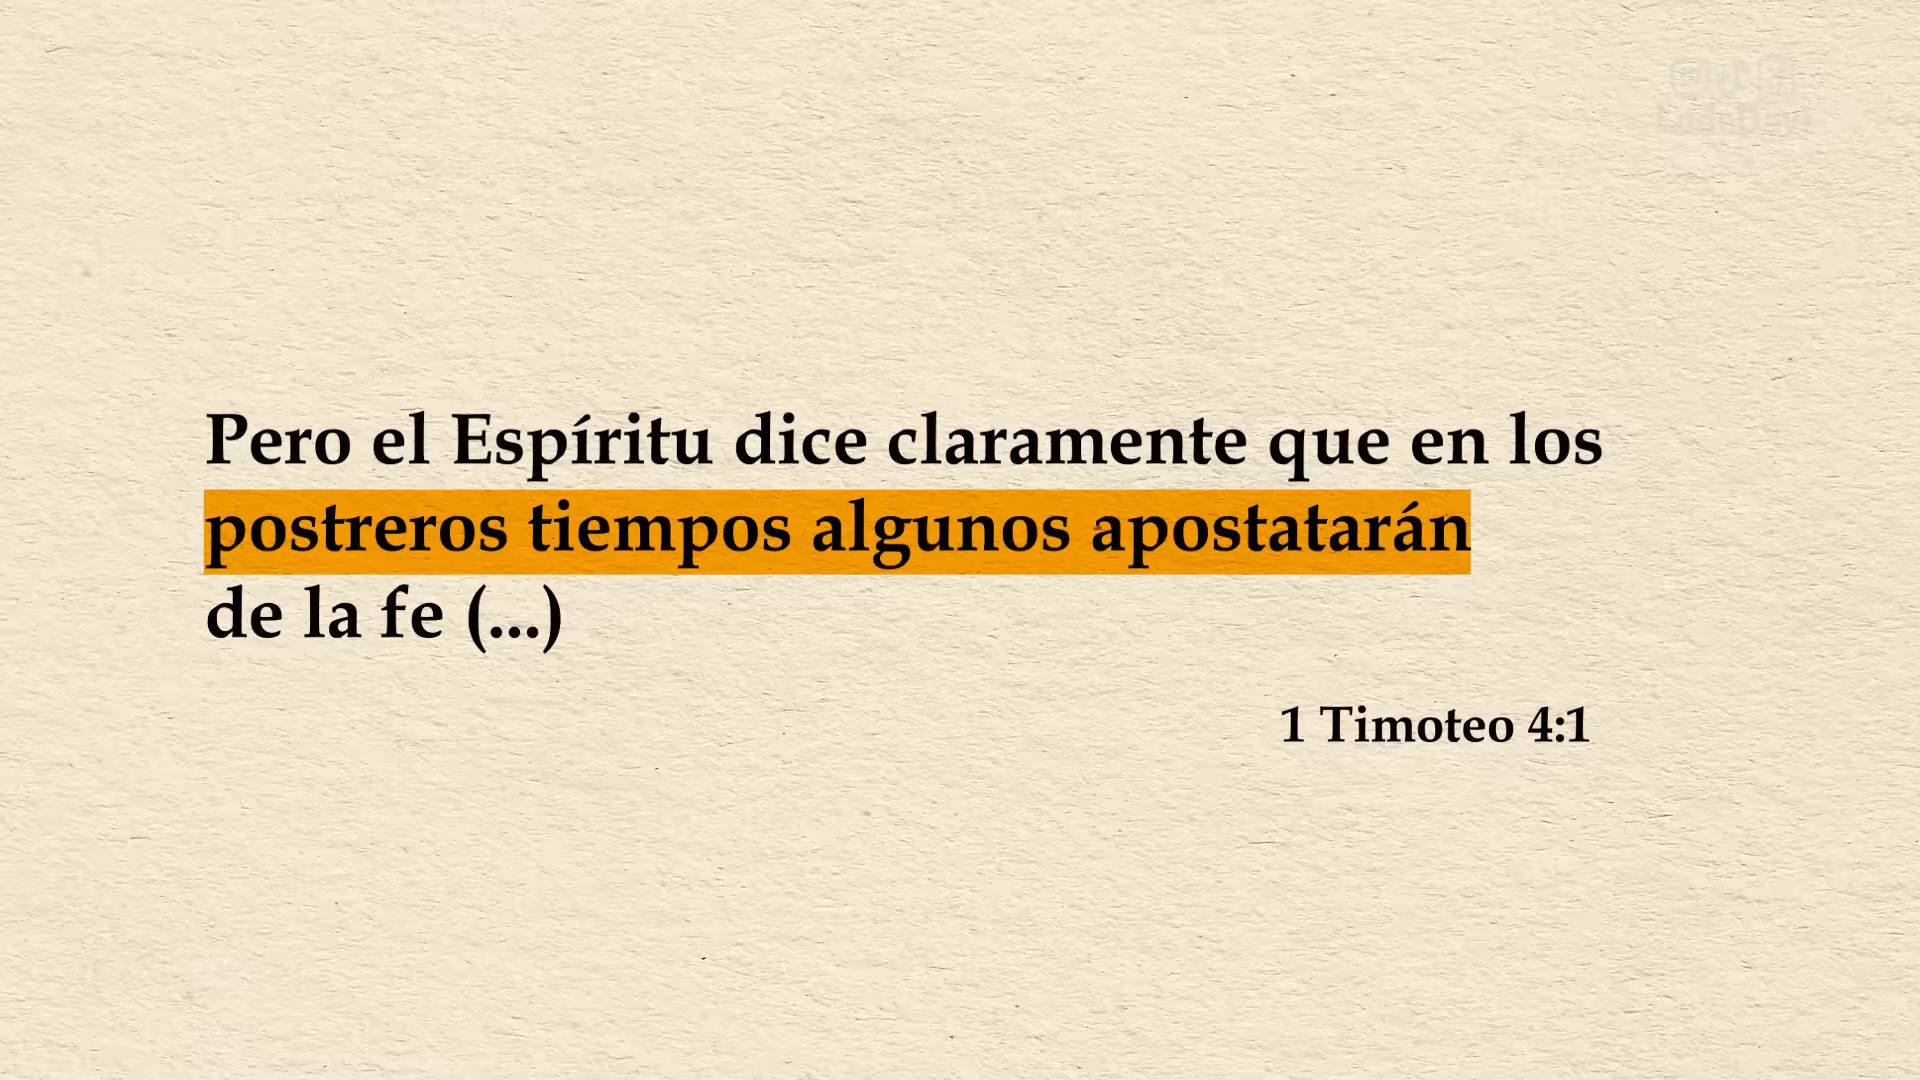 Pero el Espíritu dice claramente que en los
postreros tiempos algunos apostatarán
de la fe (...)
1 Timoteo 4:1